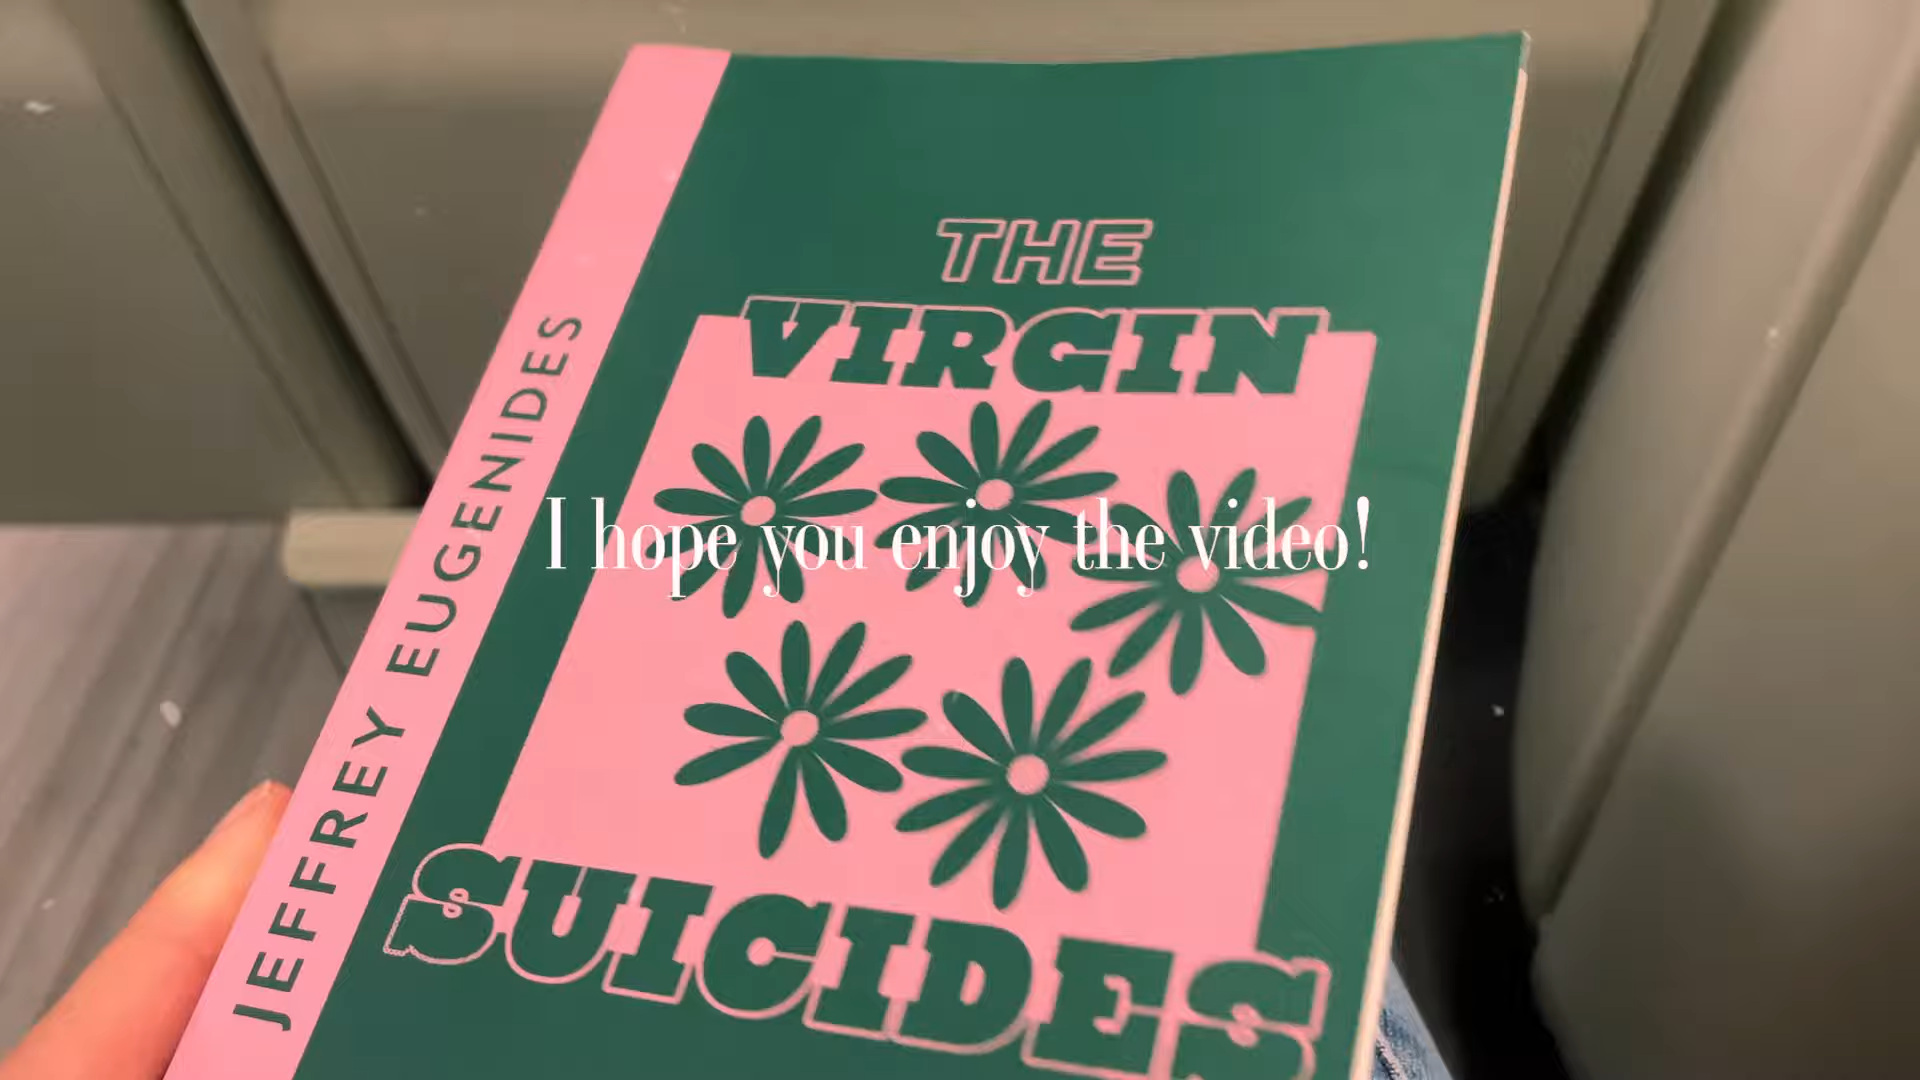 THE
VIRGIN
I hope you enjoy the video!
SUICIDES
JEFFREY EUGENIDES